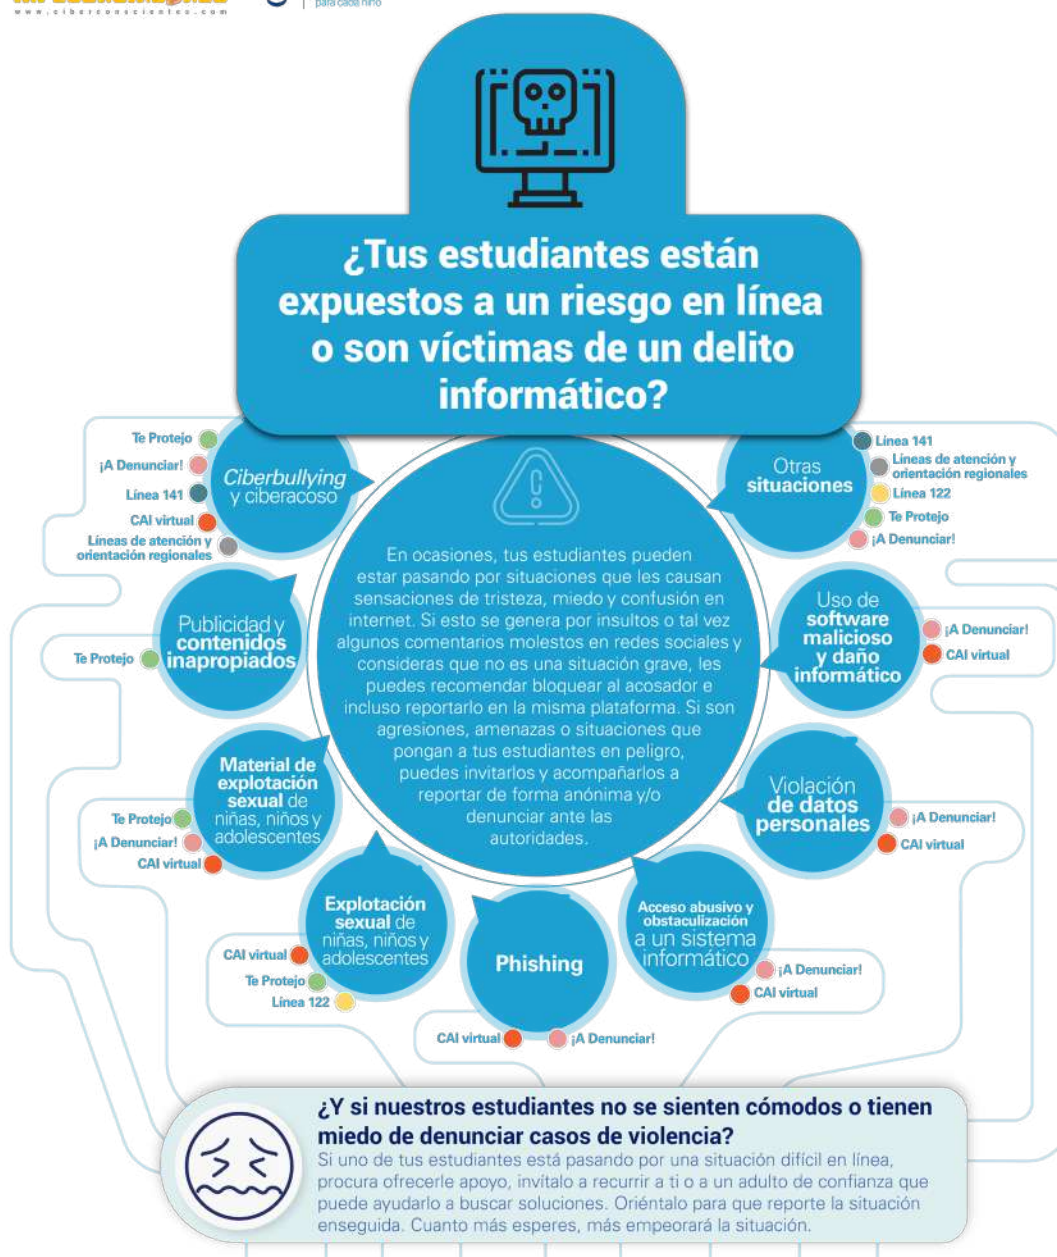 www.ciberconscientes.com
para cada niño
¿Tus estudiantes están
expuestos a un riesgo en línea
o son víctimas de un delito
informático?
Te Protejo
¡A Denunciar!
Línea 141
CAI virtual
Líneas de atención y
orientación regionales
Ciberbullying
y ciberacoso
Otras
situaciones
Línea 141
Líneas de atención y
orientación regionales
Línea 122
Te Protejo
¡A Denunciar!
En ocasiones, tus estudiantes pueden
estar pasando por situaciones que les causan
sensaciones de tristeza, miedo y confusión en
internet. Si esto se genera por insultos o tal vez
algunos comentarios molestos en redes sociales y
consideras que no es una situación grave, les
puedes recomendar bloquear al acosador e
incluso reportarlo en la misma plataforma. Si son
agresiones, amenazas o situaciones que
pongan a tus estudiantes en peligro,
puedes invitarlos y acompañarlos a
reportar de forma anónima y/o
denunciar ante las
autoridades.
Publicidad y
contenidos
inapropiados
Te Protejo
Uso de
software
malicioso
y daño
informático
¡A Denunciar!
CAI virtual
Material de
explotación
sexual de
niñas, niños y
adolescentes
Te Protejo
¡A Denunciar!
CAI virtual
Violación
de datos
personales
¡A Denunciar!
CAI virtual
Explotación
sexual de
niñas, niños y
adolescentes
CAI virtual
Te Protejo
Línea 122
Phishing
CAI virtual
¡A Denunciar!
Acceso abusivo y
obstaculización
a un sistema
informático
¡A Denunciar!
CAI virtual
¿Y si nuestros estudiantes no se sienten cómodos o tienen
miedo de denunciar casos de violencia?
Si uno de tus estudiantes está pasando por una situación difícil en línea,
procura ofrecerle apoyo, invítalo a recurrir a ti o a un adulto de confianza que
puede ayudarlo a buscar soluciones. Oriéntalo para que reporte la situación
enseguida. Cuanto más esperes, más empeorará la situación.